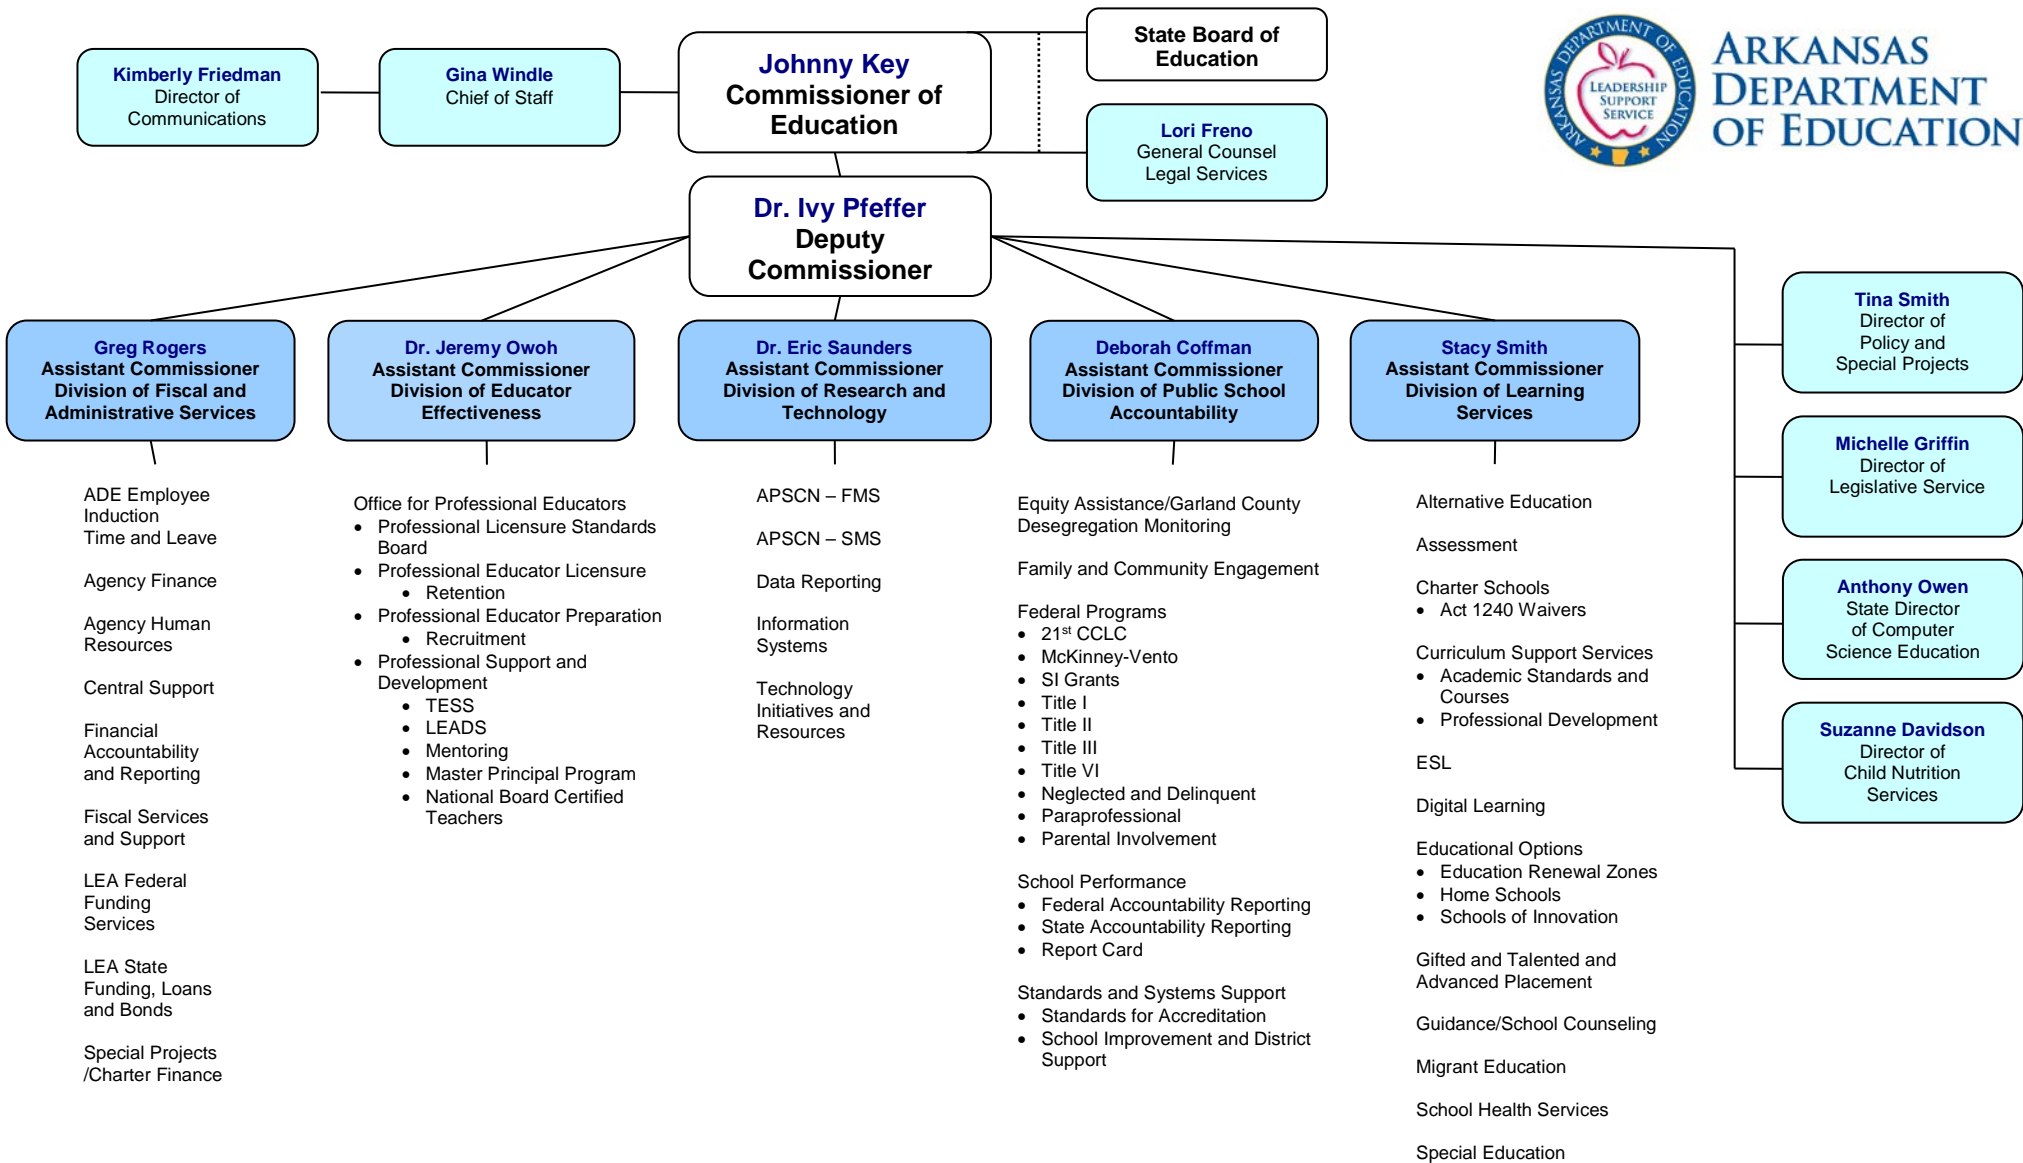 Kimberly Friedman
Director of
Communications
Gina Windle
Chief of Staff
Johnny Key
Commissioner of
Education
State Board of
Education
Lori Freno
General Counsel
Legal Services
ARKANSAS DEPARTMENT OF EDUCATION
LEADERSHIP
SUPPORT
SERVICE
ARKANSAS
DEPARTMENT
OF EDUCATION
Dr. Ivy Pfeffer
Deputy
Commissioner
Greg Rogers
Assistant Commissioner
Division of Fiscal and
Administrative Services
Dr. Jeremy Owoh
Assistant Commissioner
Division of Educator
Effectiveness
Dr. Eric Saunders
Assistant Commissioner
Division of Research and
Technology
Deborah Coffman
Assistant Commissioner
Division of Public School
Accountability
Stacy Smith
Assistant Commissioner
Division of Learning
Services
Tina Smith
Director of
Policy and
Special Projects
Michelle Griffin
Director of
Legislative Service
Anthony Owen
State Director
of Computer
Science Education
Suzanne Davidson
Director of
Child Nutrition
Services
ADE Employee
Induction
Time and Leave
Agency Finance
Agency Human
Resources
Central Support
Financial
Accountability
and Reporting
Fiscal Services
and Support
LEA Federal
Funding
Services
LEA State
Funding, Loans
and Bonds
Special Projects
/Charter Finance
Office for Professional Educators
• Professional Licensure Standards
Board
• Professional Educator Licensure
• Retention
• Professional Educator Preparation
• Recruitment
• Professional Support and
Development
• TESS
• LEADS
• Mentoring
• Master Principal Program
• National Board Certified
Teachers
APSCN – FMS
APSCN – SMS
Data Reporting
Information
Systems
Technology
Initiatives and
Resources
Equity Assistance/Garland County
Desegregation Monitoring
Family and Community Engagement
Federal Programs
• 21st CCLC
• McKinney-Vento
• SI Grants
• Title I
• Title II
• Title III
• Title VI
• Neglected and Delinquent
• Paraprofessional
• Parental Involvement
School Performance
• Federal Accountability Reporting
• State Accountability Reporting
• Report Card
Standards and Systems Support
• Standards for Accreditation
• School Improvement and District
Support
Alternative Education
Assessment
Charter Schools
• Act 1240 Waivers
Curriculum Support Services
• Academic Standards and
Courses
• Professional Development
ESL
Digital Learning
Educational Options
• Education Renewal Zones
• Home Schools
• Schools of Innovation
Gifted and Talented and
Advanced Placement
Guidance/School Counseling
Migrant Education
School Health Services
Special Education